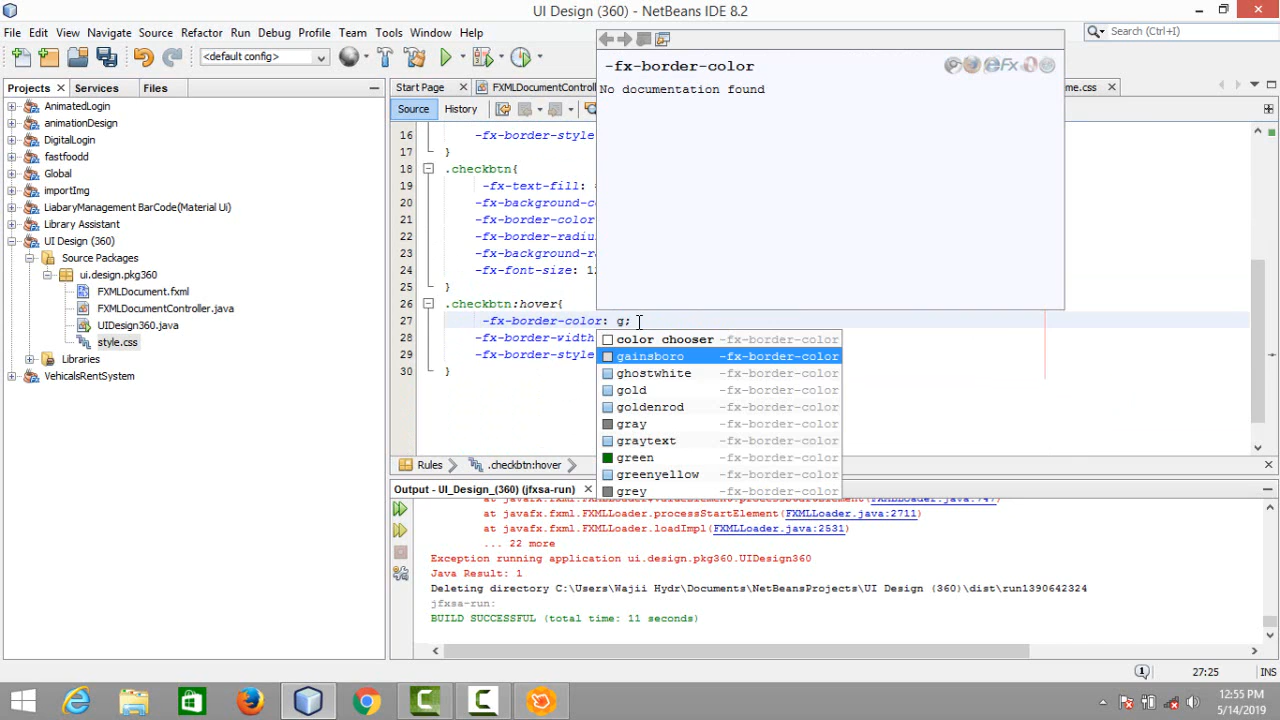 UI Design (360) - NetBeans IDE 8.2
File Edit View Navigate Source Refactor Run Debug Profile Team Tools Window Help
Search (Ctrl+I)
<default config>
Projects Services Files
Start Page
FXMLDocumentControl
me.css
Source History
AnimatedLogin
animationDesign
DigitalLogin
fastfoodd
Global
importImg
LiabaryManagement BarCode(Material Ui)
Library Assistant
UI Design (360)
Source Packages
ui.design.pkg360
FXMLDocument.fxml
FXMLDocumentController.java
UIDesign360.java
style.css
Libraries
VehicalsRentSystem
-fx-border-color
No documentation found
16 -fx-border-style
17 }
18 .checkbtn{
19 -fx-text-fill:
20 -fx-background-co
21 -fx-border-color
22 -fx-border-radiu
23 -fx-background-ra
24 -fx-font-size: 12
25 }
26 .checkbtn:hover{
27 -fx-border-color: g;
28 -fx-border-width
29 -fx-border-style
30 }
color chooser -fx-border-color
gainsboro -fx-border-color
ghostwhite -fx-border-color
gold -fx-border-color
goldenrod -fx-border-color
gray -fx-border-color
graytext -fx-border-color
green -fx-border-color
greenyellow -fx-border-color
grey -fx-border-color
Rules .checkbtn:hover
Output - UI_Design_(360) (jfxsa-run)
at javafx.fxml.FXMLLoader.processStartElement(FXMLLoader.java:2711)
at javafx.fxml.FXMLLoader.loadImpl(FXMLLoader.java:2531)
... 22 more
Exception running application ui.design.pkg360.UIDesign360
Java Result: 1
Deleting directory C:\Users\Wajii Hydr\Documents\NetBeansProjects\UI Design (360)\dist\run1390642324
jfxsa-run:
BUILD SUCCESSFUL (total time: 11 seconds)
1
27:25
INS
12:55 PM
5/14/2019